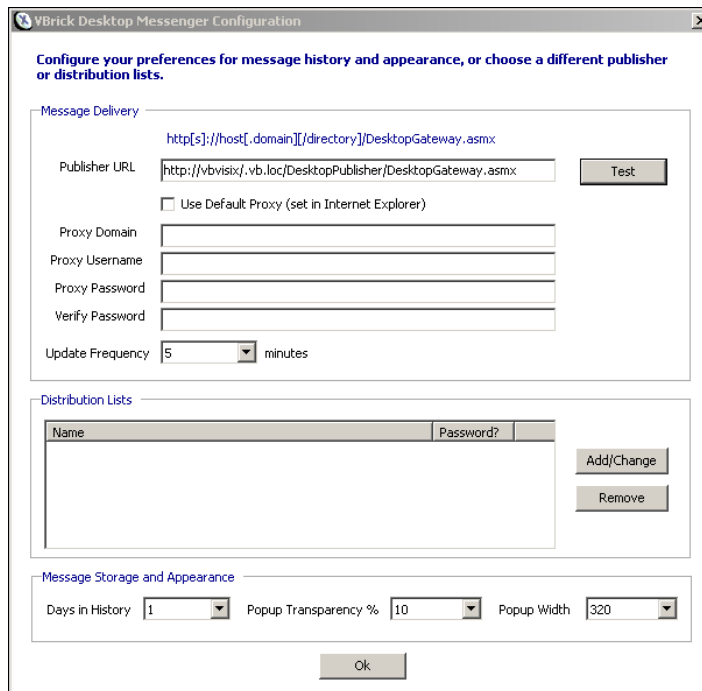 VBrick Desktop Messenger Configuration
Configure your preferences for message history and appearance, or choose a different publisher
or distribution lists.
Message Delivery
http[s]://host[.domain][/directory]/DesktopGateway.asmx
Publisher URL http://vbvisix/.vb.loc/DesktopPublisher/DesktopGateway.asmx Test
Use Default Proxy (set in Internet Explorer)
Proxy Domain
Proxy Username
Proxy Password
Verify Password
Update Frequency 5 minutes
Distribution Lists
Name Password?
Add/Change
Remove
Message Storage and Appearance
Days in History 1 Popup Transparency % 10 Popup Width 320
Ok